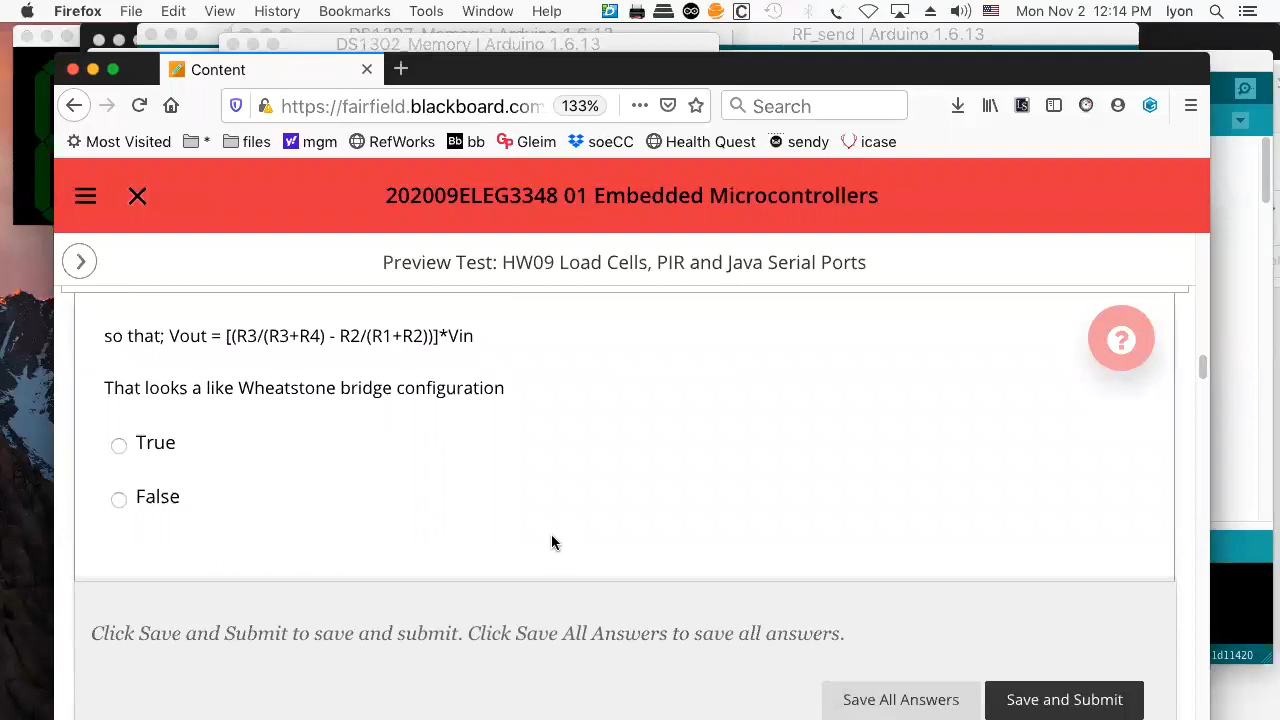 Firefox File Edit View History Bookmarks Tools Window Help Mon Nov 2 12:14 PM lyon
DS1302_Memory | Arduino 1.6.13
RF_send | Arduino 1.6.13
Content
https://fairfield.blackboard.com 133% Search
Most Visited * files mgm RefWorks Bb bb Gp Gleim soeCC Health Quest sendy icase
202009ELEG3348 01 Embedded Microcontrollers
Preview Test: HW09 Load Cells, PIR and Java Serial Ports
so that; Vout = [(R3/(R3+R4) - R2/(R1+R2))]*Vin
That looks a like Wheatstone bridge configuration
True
False
Click Save and Submit to save and submit. Click Save All Answers to save all answers.
1d11420
Save All Answers Save and Submit